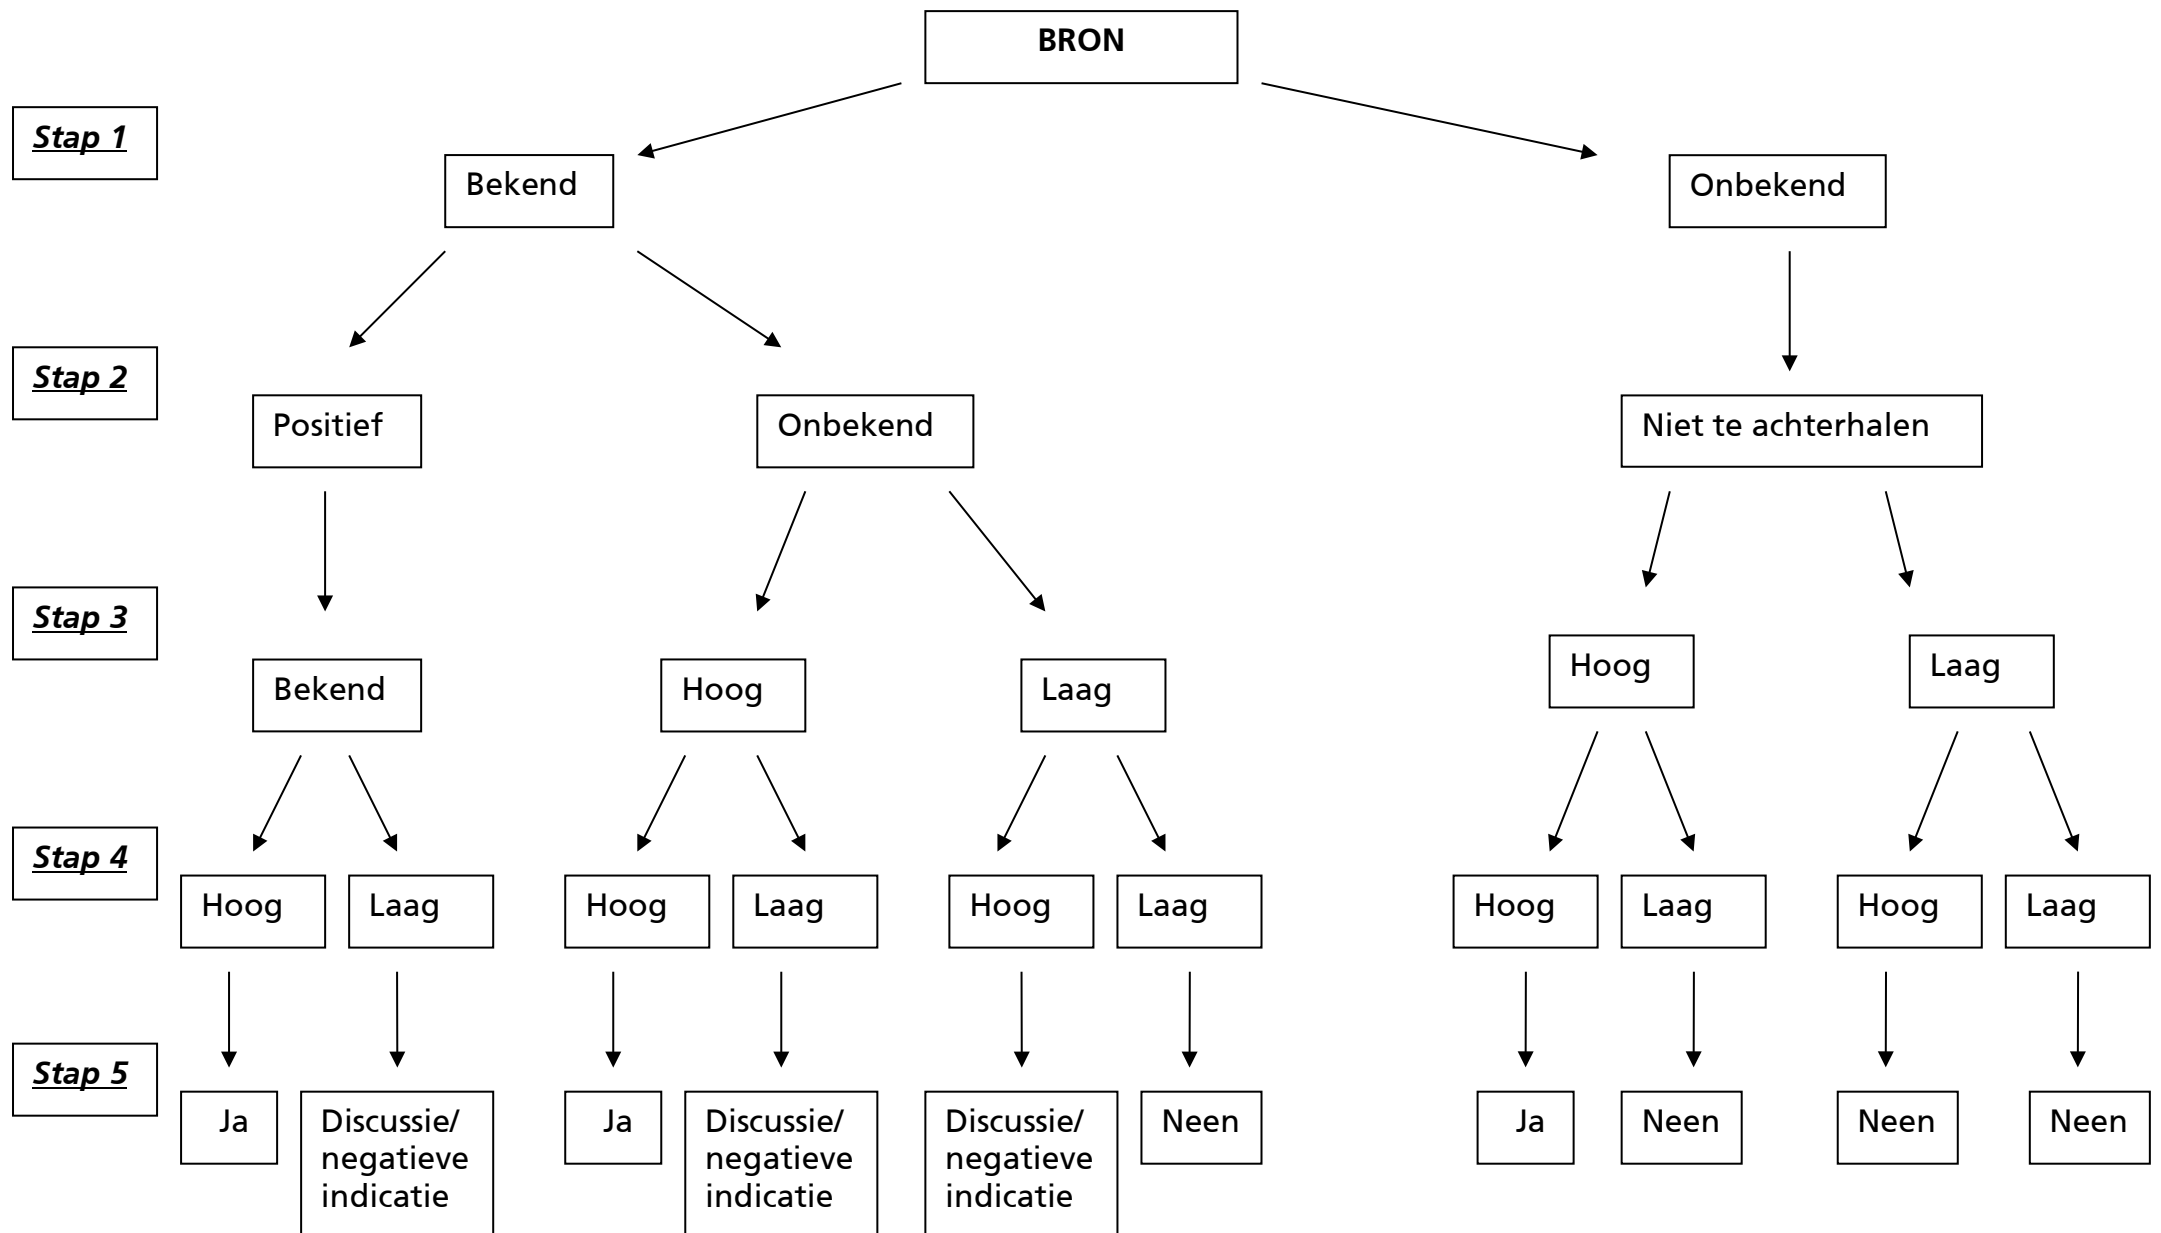 BRON
Stap 1
Bekend
Onbekend
Stap 2
Positief
Onbekend
Niet te achterhalen
Stap 3
Bekend
Hoog
Laag
Hoog
Laag
Stap 4
Hoog
Laag
Hoog
Laag
Hoog
Laag
Hoog
Laag
Hoog
Laag
Stap 5
Ja
Discussie/
negatieve
indicatie
Ja
Discussie/
negatieve
indicatie
Discussie/
negatieve
indicatie
Neen
Ja
Neen
Neen
Neen